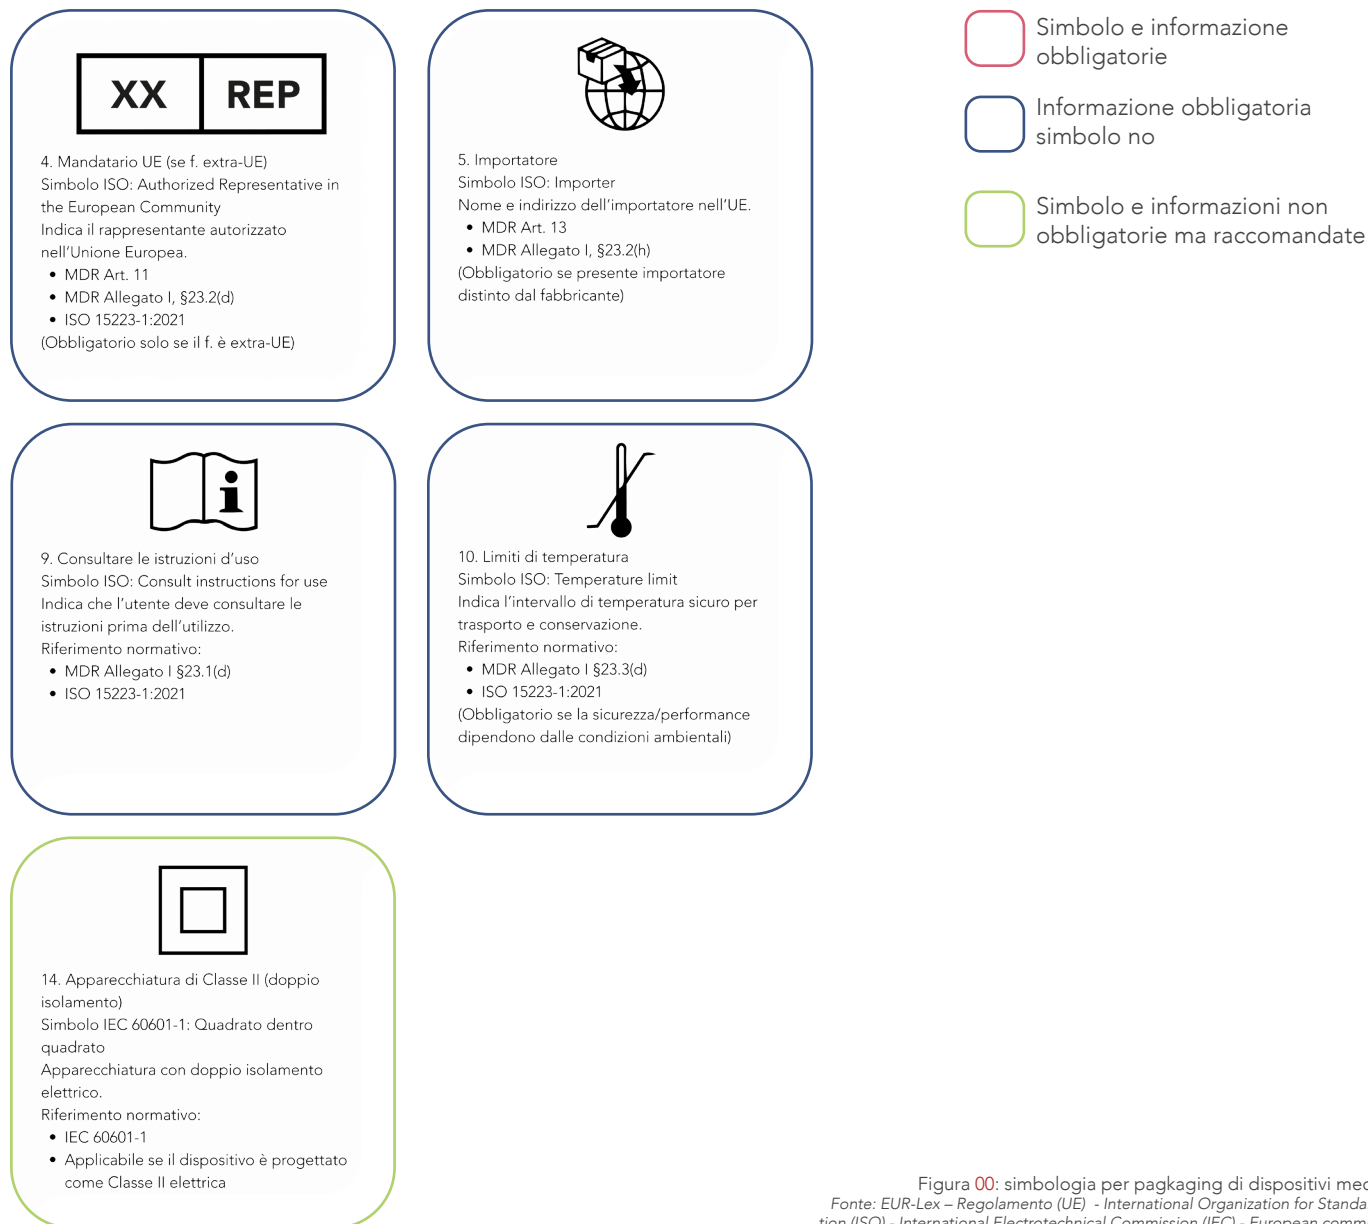 XX REP
4. Mandatario UE (se f. extra-UE)
Simbolo ISO: Authorized Representative in
the European Community
Indica il rappresentante autorizzato
nell'Unione Europea.
• MDR Art. 11
• MDR Allegato I, §23.2(d)
• ISO 15223-1:2021
(Obbligatorio solo se il f. è extra-UE)
5. Importatore
Simbolo ISO: Importer
Nome e indirizzo dell'importatore nell'UE.
• MDR Art. 13
• MDR Allegato I, §23.2(h)
(Obbligatorio se presente importatore
distinto dal fabbricante)
Simbolo e informazione
obbligatorie
Informazione obbligatoria
simbolo no
Simbolo e informazioni non
obbligatorie ma raccomandate
i
9. Consultare le istruzioni d'uso
Simbolo ISO: Consult instructions for use
Indica che l'utente deve consultare le
istruzioni prima dell'utilizzo.
Riferimento normativo:
• MDR Allegato I §23.1(d)
• ISO 15223-1:2021
10. Limiti di temperatura
Simbolo ISO: Temperature limit
Indica l'intervallo di temperatura sicuro per
trasporto e conservazione.
Riferimento normativo:
• MDR Allegato I §23.3(d)
• ISO 15223-1:2021
(Obbligatorio se la sicurezza/performance
dipendono dalle condizioni ambientali)
14. Apparecchiatura di Classe II (doppio
isolamento)
Simbolo IEC 60601-1: Quadrato dentro
quadrato
Apparecchiatura con doppio isolamento
elettrico.
Riferimento normativo:
• IEC 60601-1
• Applicabile se il dispositivo è progettato
come Classe II elettrica
Figura 00: simbologia per pagkaging di dispositivi med
Fonte: EUR-Lex – Regolamento (UE) - International Organization for Standa
tion (ISO) - International Electrotechnical Commission (IEC) - European comm